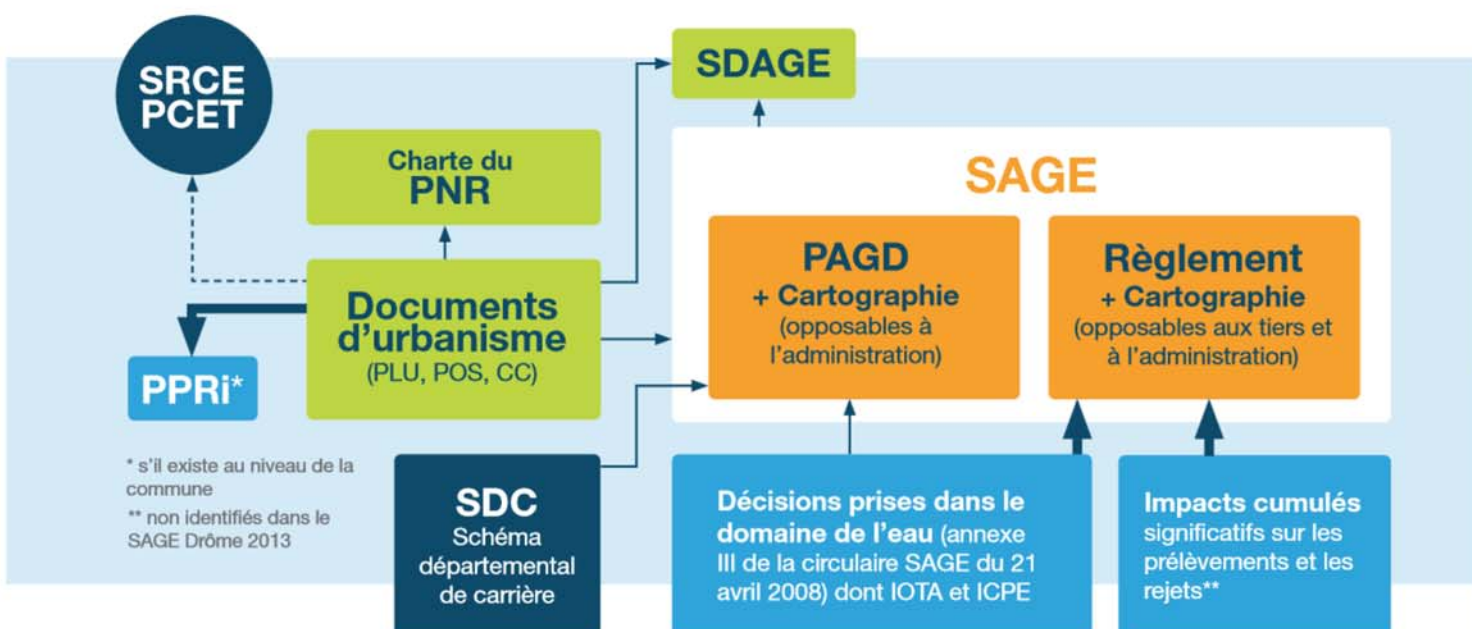 SRCE
PCET
SDAGE
Charte du
PNR
SAGE
Documents
d'urbanisme
(PLU, POS, CC)
PAGD
+ Cartographie
(opposables à
l'administration)
Règlement
+ Cartographie
(opposables aux tiers et
à l'administration)
PPRi*
* s'il existe au niveau de la
commune
** non identifiés dans le
SAGE Drôme 2013
SDC
Schéma
départemental
de carrière
Décisions prises dans le
domaine de l'eau (annexe
III de la circulaire SAGE du 21
avril 2008) dont IOTA et ICPE
Impacts cumulés
significatifs sur les
prélèvements et les
rejets**